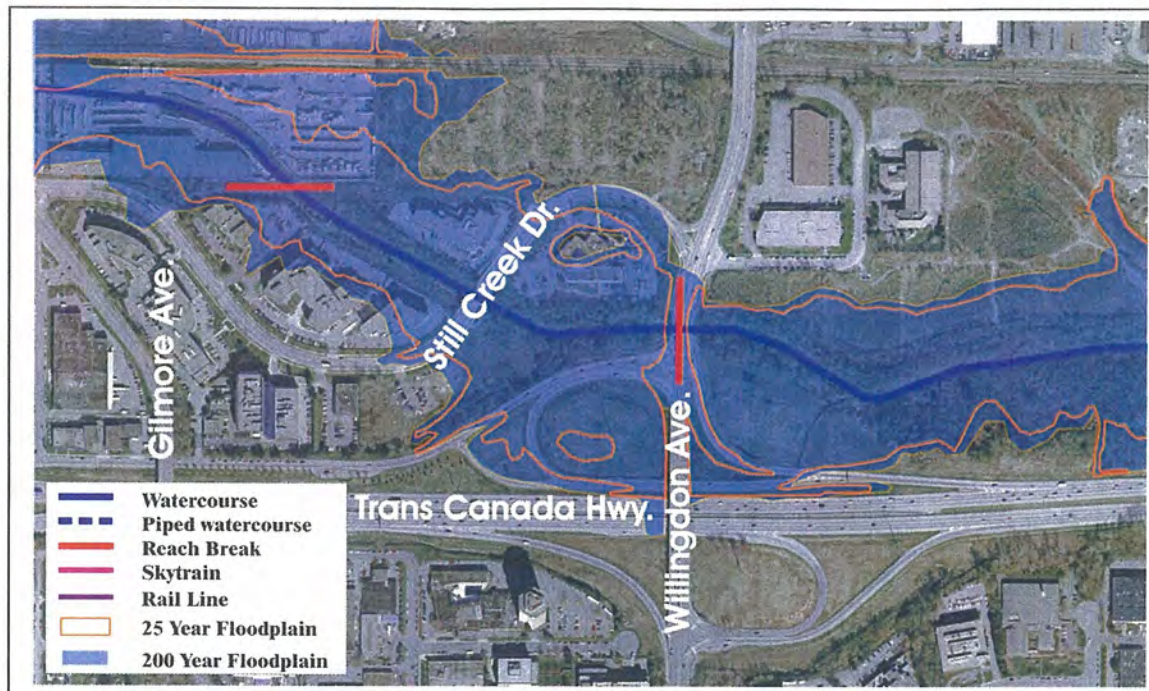 Gilmore Ave.
Still Creek Dr.
Willingdon Ave.
Trans Canada Hwy.
Watercourse
Piped watercourse
Reach Break
Skytrain
Rail Line
25 Year Floodplain
200 Year Floodplain